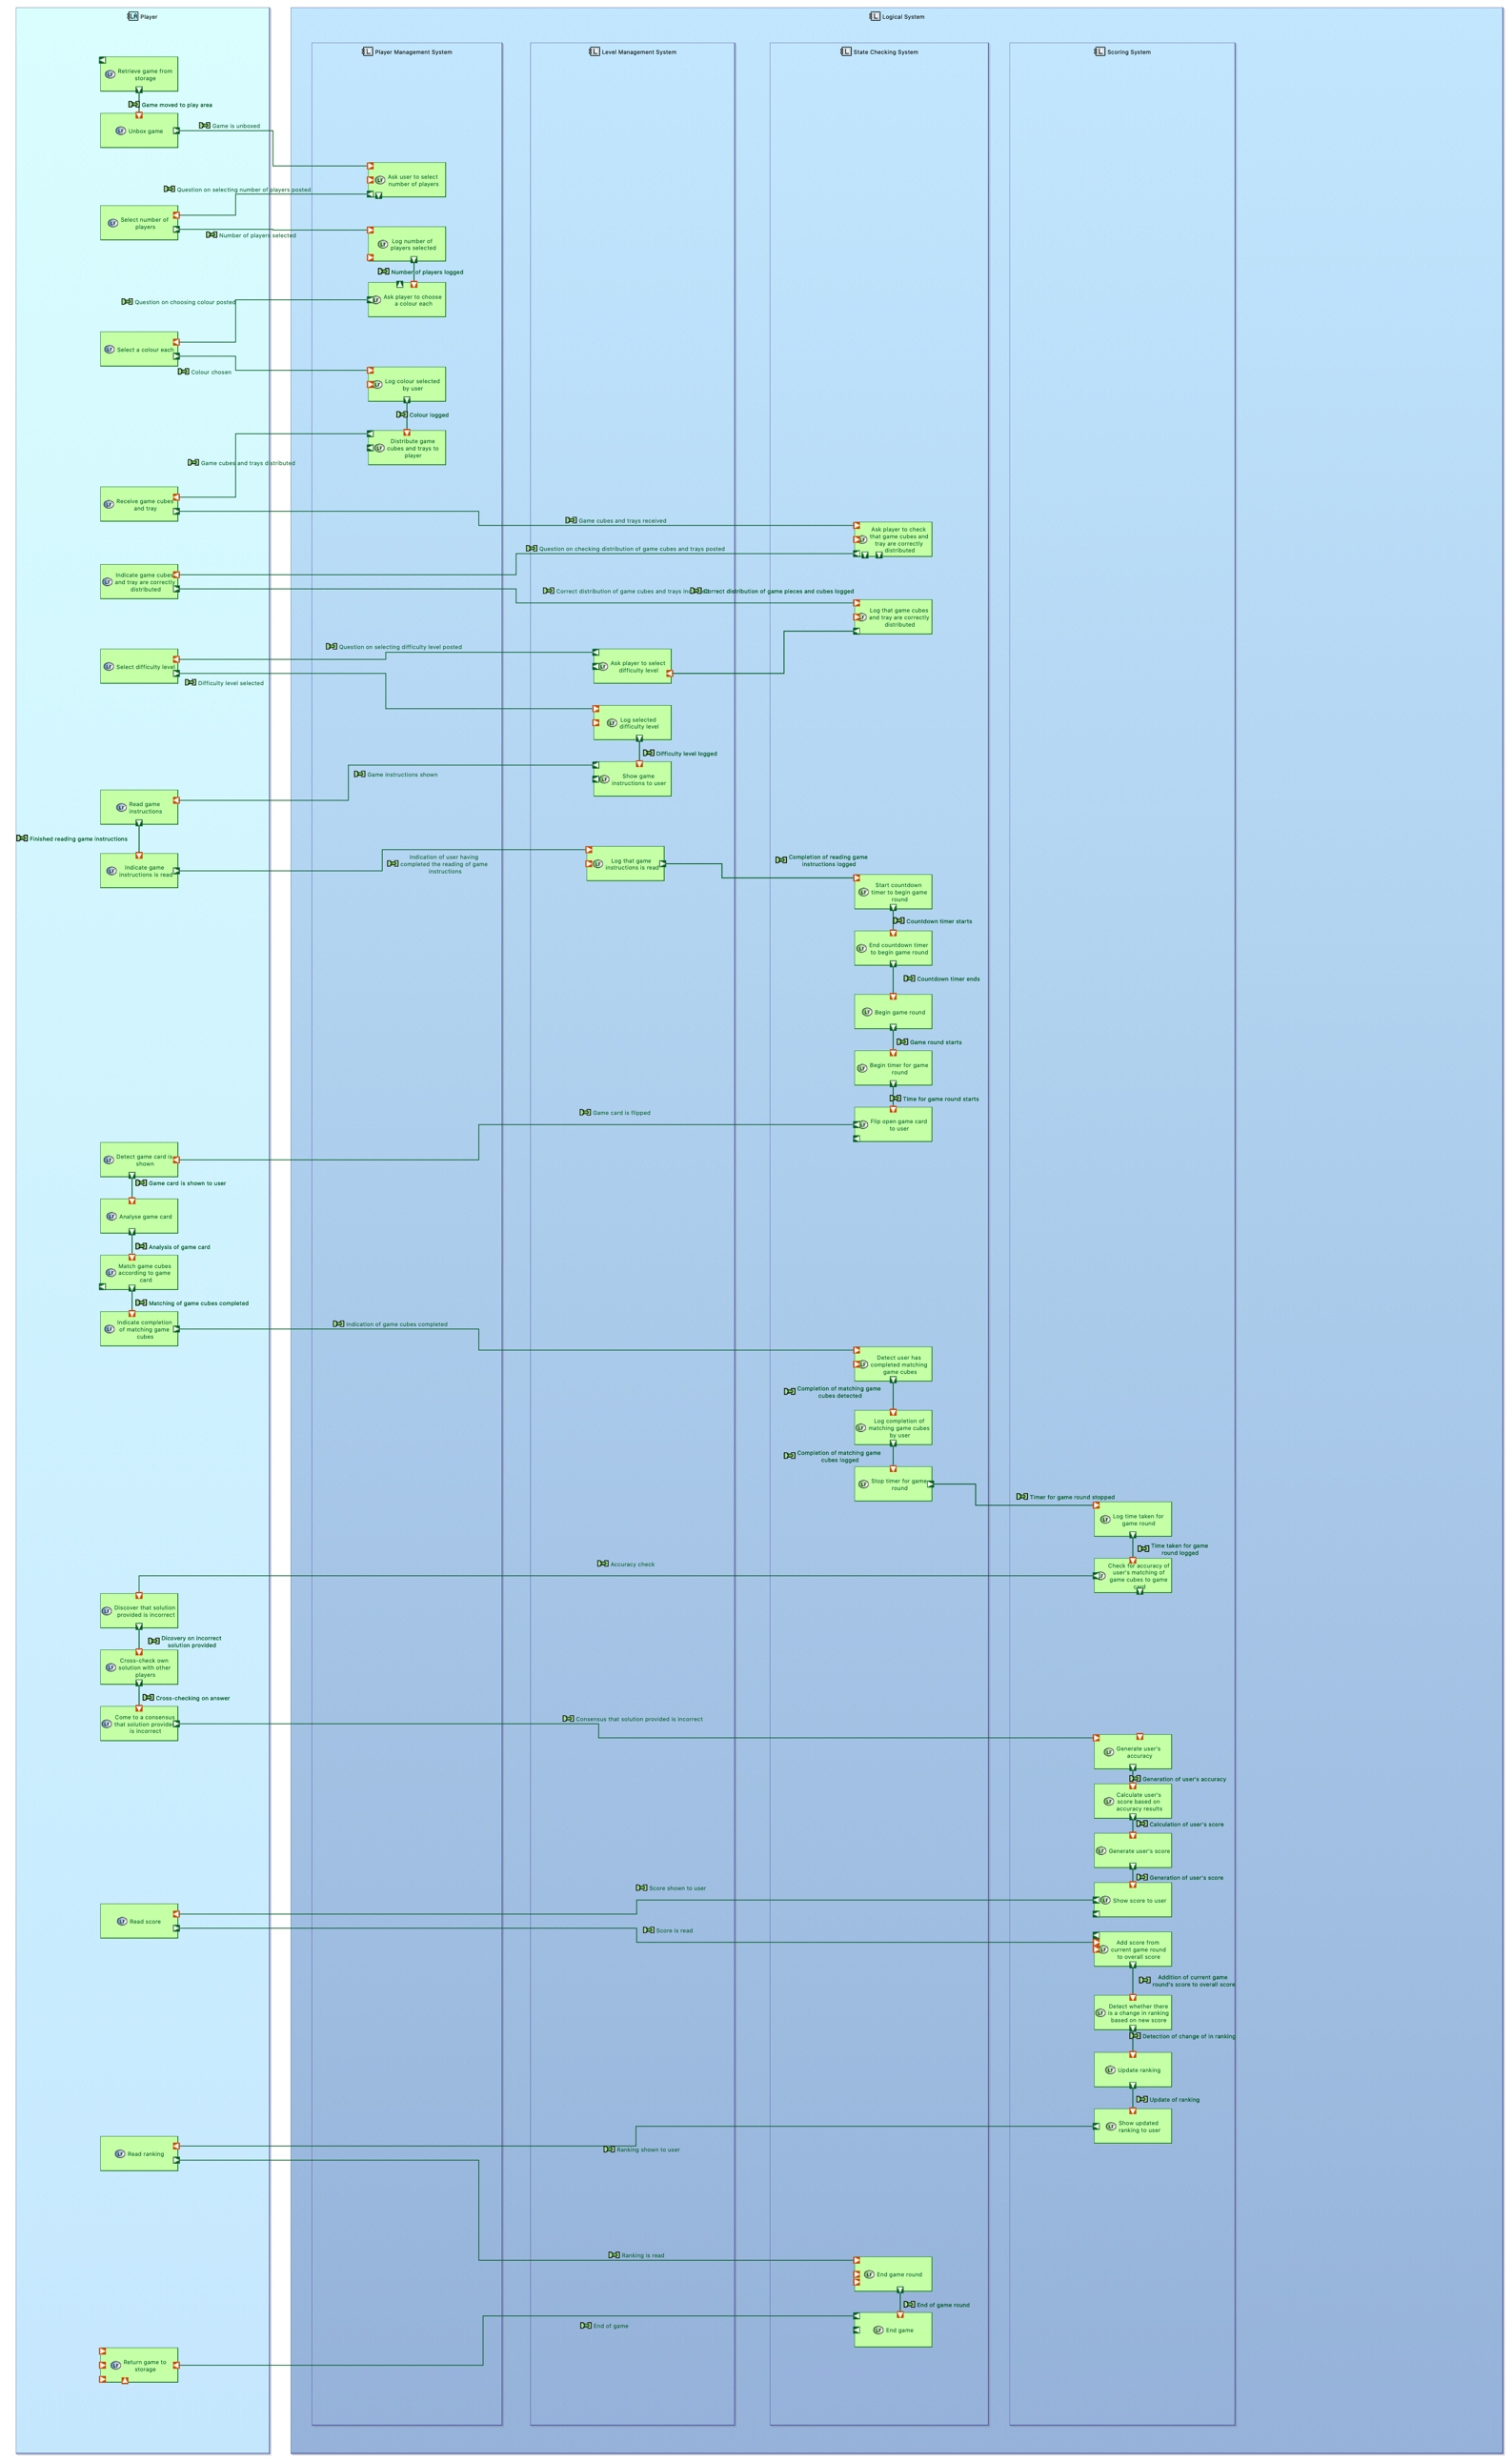 Player
Logical System
Player Management System
Level Management System
State Checking System
Scoring System
Retrieve game from
storage
Game moved to play area
Unbox game
Game is unboxed
Ask user to select
number of players
Question on selecting number of players posted
Select number of
players
Number of players selected
Log number of
players selected
Number of players logged
Ask player to choose
a colour each
Question on choosing colour posted
Select a colour each
Colour chosen
Log colour selected
by user
Colour logged
Distribute game
cubes and trays to
player
Game cubes and trays distributed
Receive game cubes
and tray
Game cubes and trays received
Ask player to check
that game cubes and
tray are correctly
distributed
Question on checking distribution of game cubes and trays posted
Indicate game cubes
and tray are correctly
distributed
Correct distribution of game cubes and trays
Correct distribution of game pieces and cubes logged
Log that game cubes
and tray are correctly
distributed
Question on selecting difficulty level posted
Select difficulty level
Ask player to select
difficulty level
Difficulty level selected
Log selected
difficulty level
Difficulty level logged
Game instructions shown
Show game
instructions to user
Read game
instructions
Finished reading game instructions
Indicate game
instructions is read
Indication of user having
completed the reading of game
instructions
Log that game
instructions is read
Completion of reading game
instructions logged
Start countdown
timer to begin game
round
Countdown timer starts
End countdown timer
to begin game round
Countdown timer ends
Begin game round
Game round starts
Begin timer for game
round
Time for game round starts
Game card is flipped
Flip open game card
to user
Detect game card is
shown
Game card is shown to user
Analyse game card
Analysis of game card
Match game cubes
according to game
card
Matching of game cubes completed
Indicate completion
of matching game
cubes
Indication of game cubes completed
Detect user has
completed matching
game cubes
Completion of matching game
cubes detected
Log completion of
matching game cubes
by user
Completion of matching game
cubes logged
Stop timer for game
round
Timer for game round stopped
Log time taken for
game round
Time taken for game
round logged
Accuracy check
Check for accuracy of
user's matching of
game cubes to game
card
Discover that solution
provided is incorrect
Dicovery on incorrect
solution provided
Cross-check own
solution with other
players
Cross-checking on answer
Come to a consensus
that solution provided
is incorrect
Consensus that solution provided is incorrect
Generate user's
accuracy
Generation of user's accuracy
Calculate user's
score based on
accuracy results
Calculation of user's score
Generate user's score
Generation of user's score
Score shown to user
Show score to user
Read score
Score is read
Add score from
current game round
to overall score
Addition of current game
round's score to overall score
Detect whether there
is a change in ranking
based on new score
Detection of change of in ranking
Update ranking
Update of ranking
Show updated
ranking to user
Read ranking
Ranking shown to user
Ranking is read
End game round
End of game round
End of game
End game
Return game to
storage